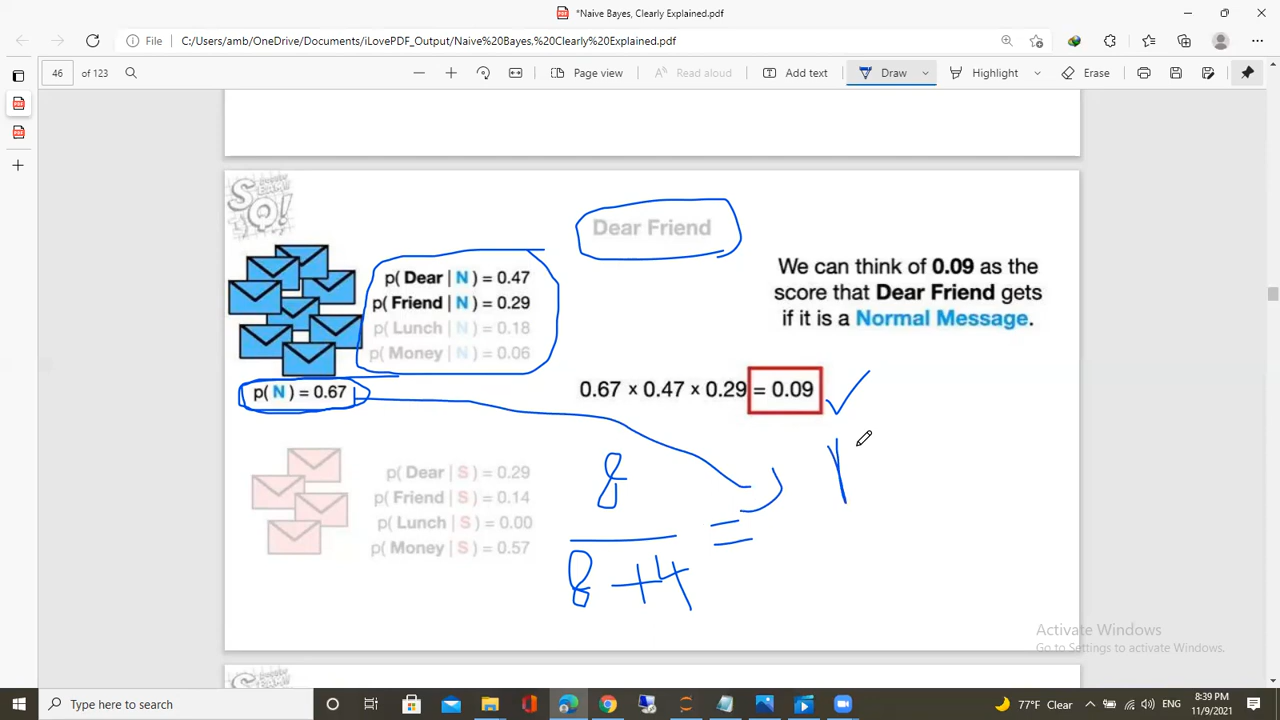 *Naive Bayes, Clearly Explained.pdf
File C:/Users/amb/OneDrive/Documents/iLovePDF_Output/Naive%20Bayes,%20Clearly%20Explained.pdf
46 of 123 Page view Read aloud Add text Draw Highlight Erase
Dear Friend
p( Dear | N ) = 0.47
p( Friend | N ) = 0.29
p( Lunch | N ) = 0.18
p( Money | N ) = 0.06
p( N ) = 0.67
We can think of 0.09 as the
score that Dear Friend gets
if it is a Normal Message.
0.67 × 0.47 × 0.29 = 0.09
p( Dear | S ) = 0.29
p( Friend | S ) = 0.14
p( Lunch | S ) = 0.00
p( Money | S ) = 0.57
8
8 + 4
=
Activate Windows
Go to Settings to activate Windows.
Type here to search
77°F Clear
8:39 PM
11/9/2021